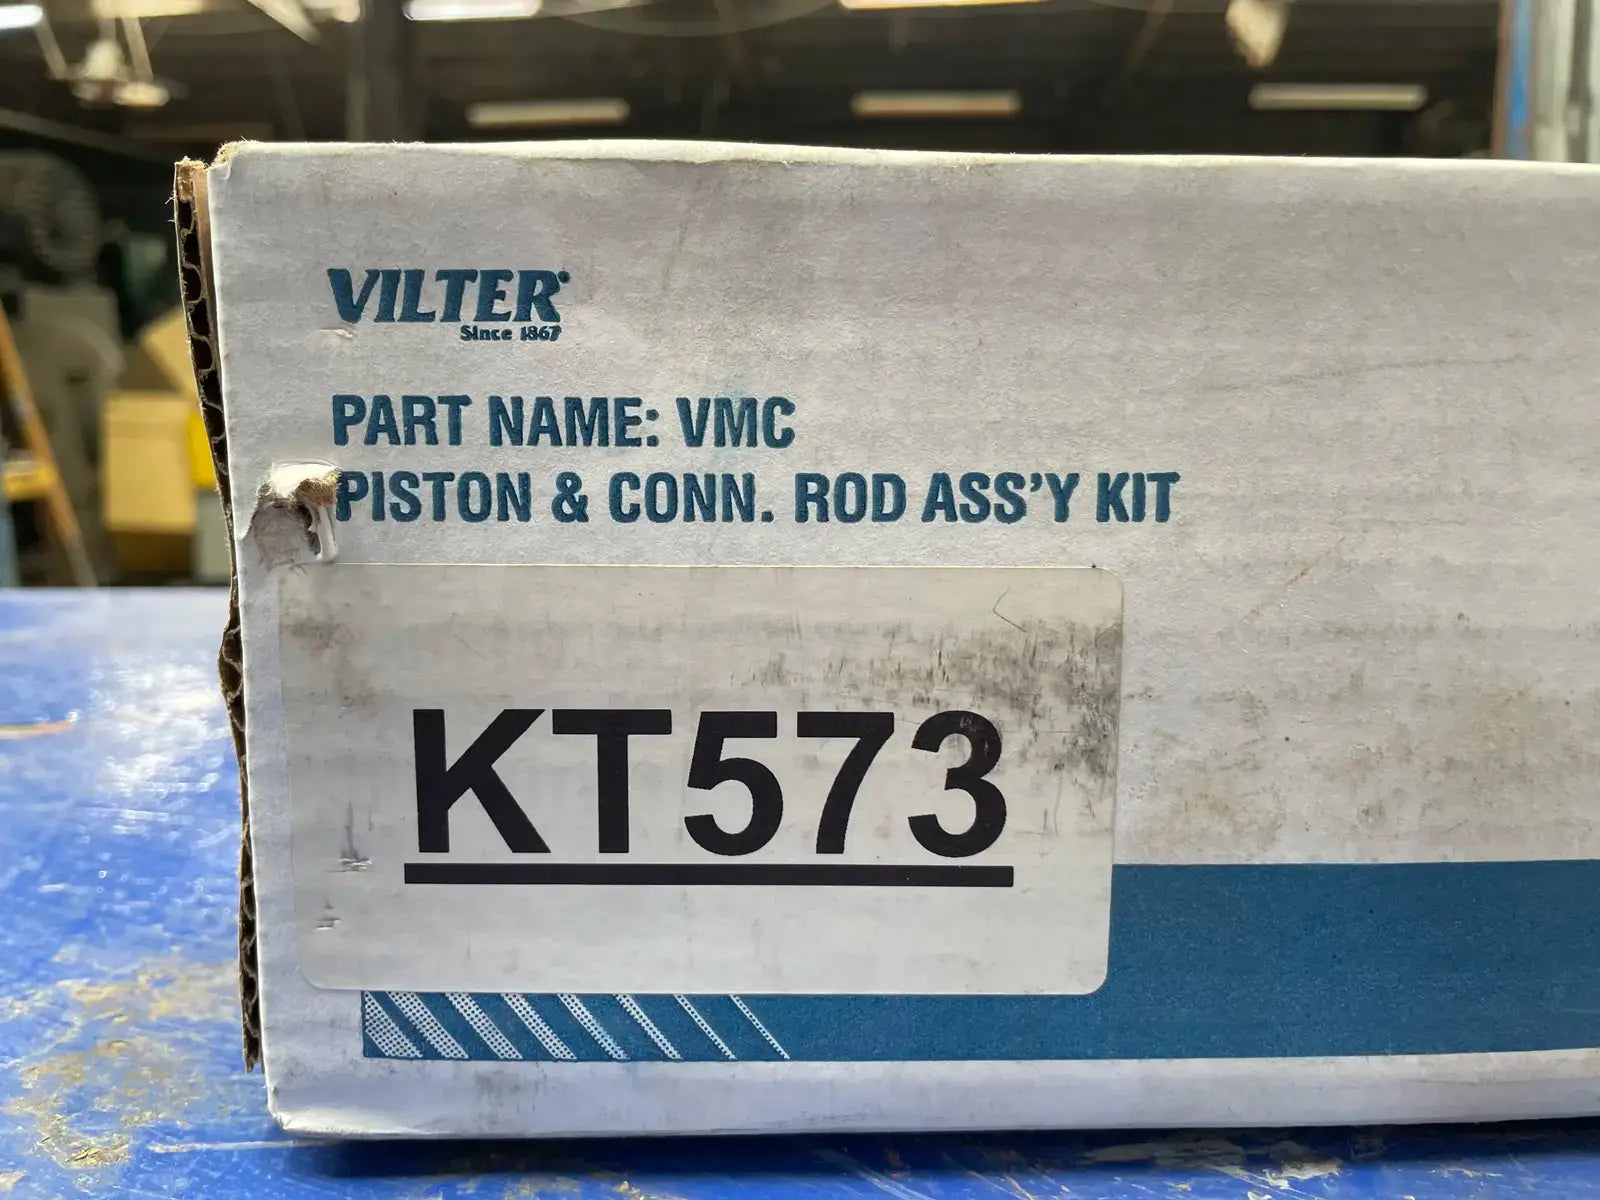 VILTER
Since 1867
PART NAME: VMC
PISTON & CONN. ROD ASS'Y KIT
KT573